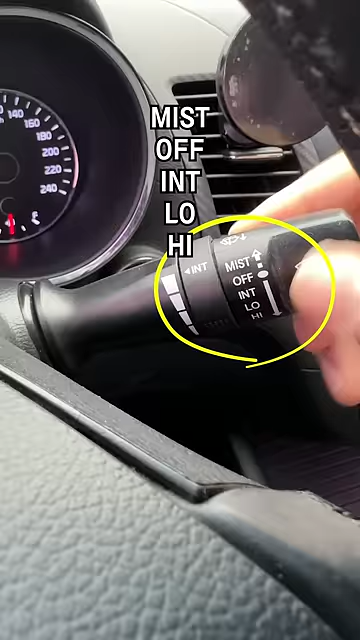 140
160
180
200
220
240
MIST
OFF
INT
LO
HI
INT
MIST
OFF
INT
LO
HI